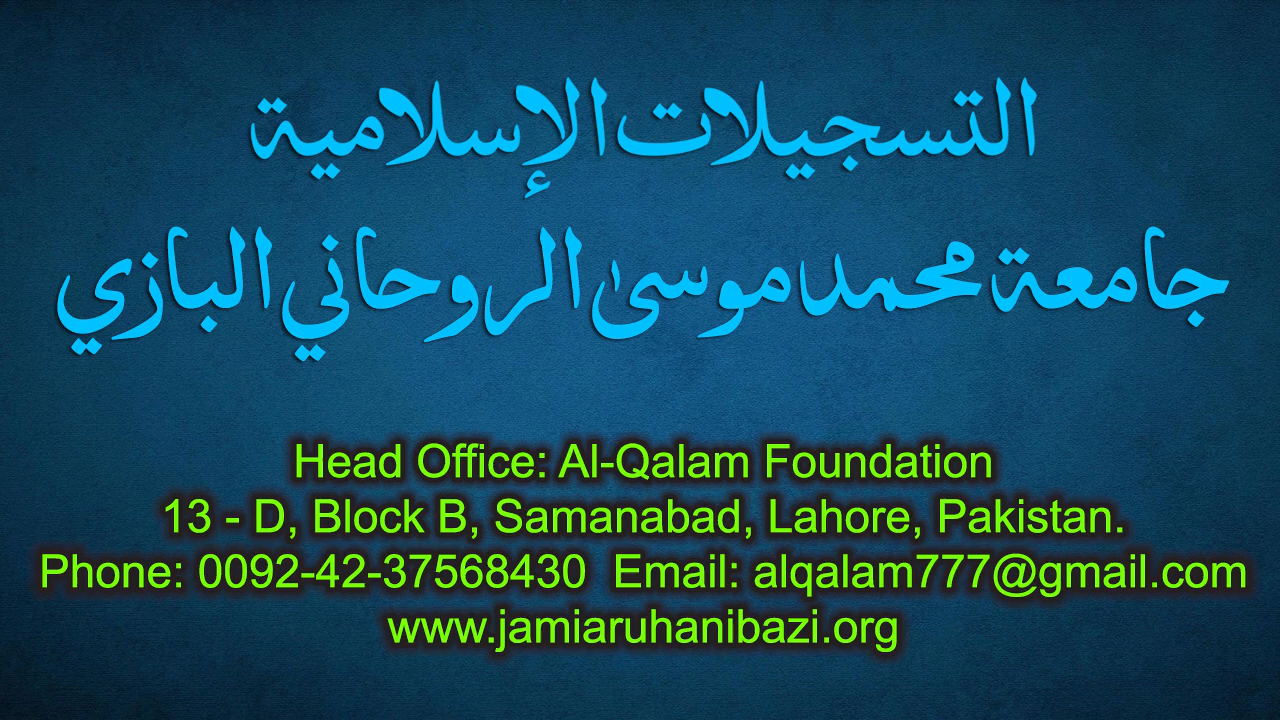 التسجيلات الإسلامية
جامعة محمد موسىٰ الروحاني البازي
Head Office: Al-Qalam Foundation
13 - D, Block B, Samanabad, Lahore, Pakistan.
Phone: 0092-42-37568430 Email: alqalam777@gmail.com
www.jamiaruhanibazi.org